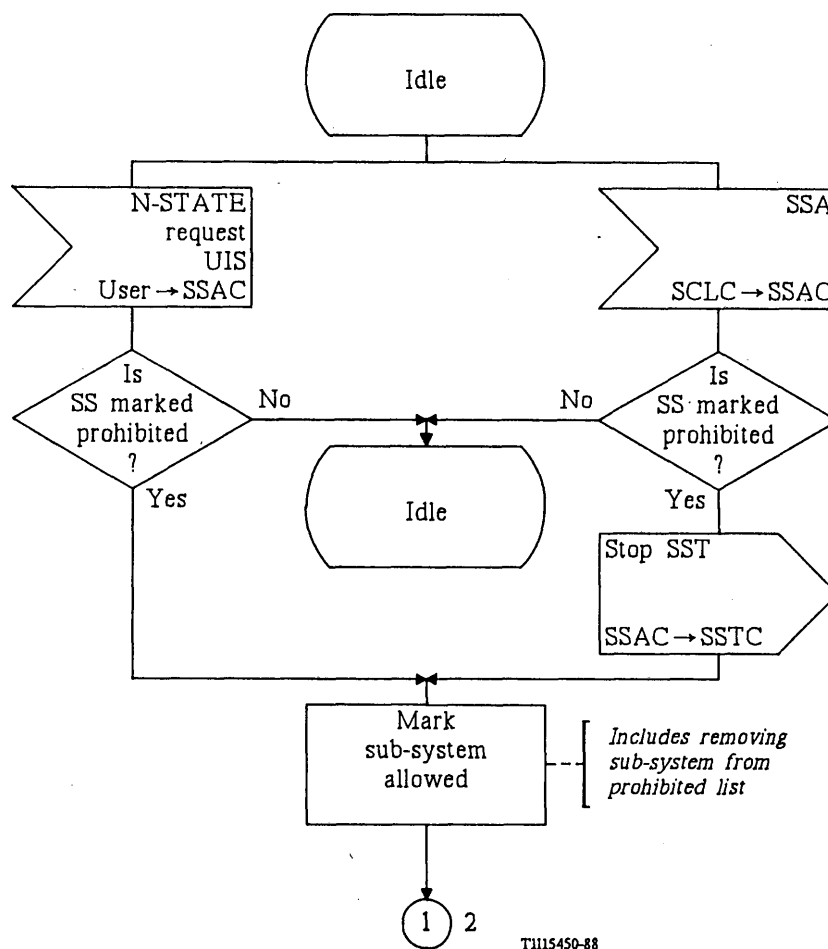 Idle
N-STATE
request
UIS
User → SSAC
SSA
SCLC → SSAC
Is
SS marked
prohibited
?
No
Yes
No
Is
SS marked
prohibited
?
Yes
Idle
Stop SST
SSAC → SSTC
Mark
sub-system
allowed
Includes removing
sub-system from
prohibited list
1 2
T1115450-88